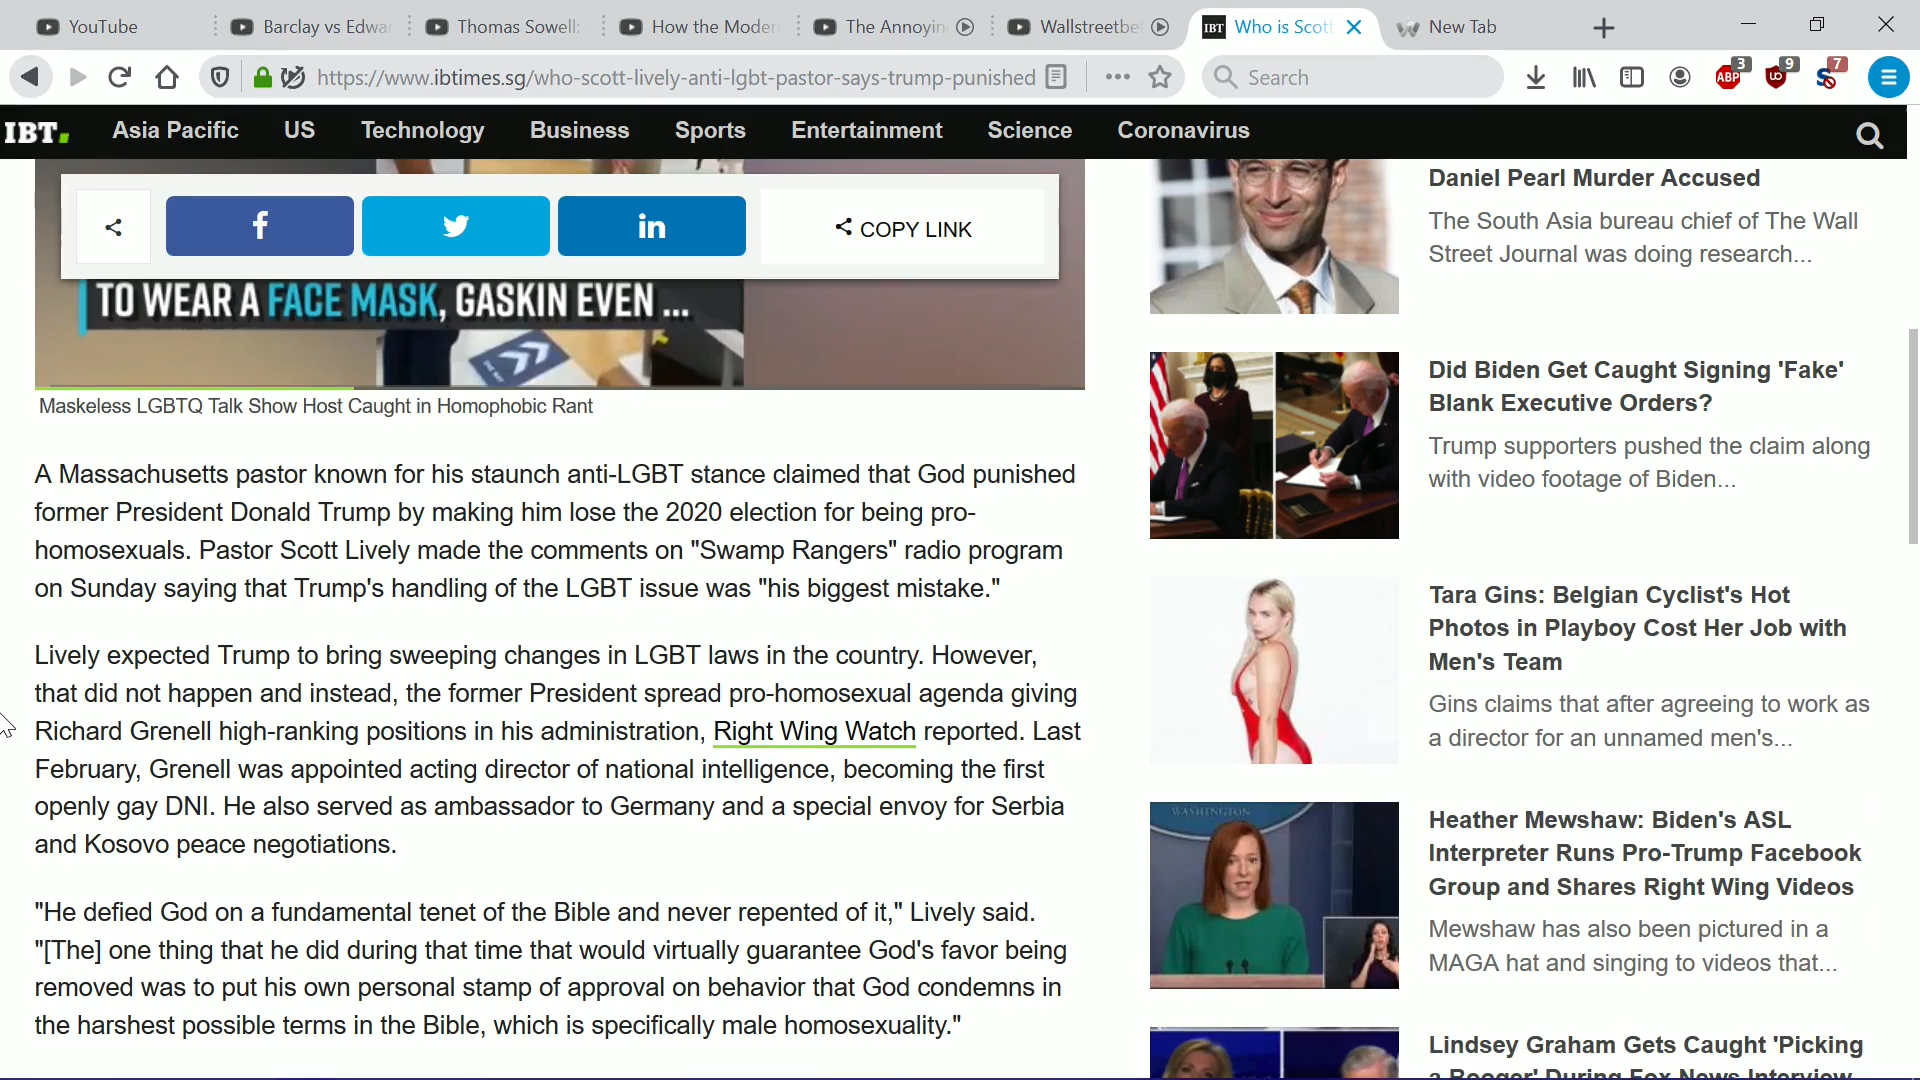 YouTube
Barclay vs Edwa
Thomas Sowell:
How the Moder
The Annoyin
Wallstreetbe
IBT
Who is Scott
New Tab
https://www.ibtimes.sg/who-scott-lively-anti-lgbt-pastor-says-trump-punished
Search
ABP
3
9
7
IBT.
Asia Pacific
US
Technology
Business
Sports
Entertainment
Science
Coronavirus
f
in
COPY LINK
TO WEAR A FACE MASK, GASKIN EVEN ...
Maskeless LGBTQ Talk Show Host Caught in Homophobic Rant
A Massachusetts pastor known for his staunch anti-LGBT stance claimed that God punished
former President Donald Trump by making him lose the 2020 election for being pro-
homosexuals. Pastor Scott Lively made the comments on "Swamp Rangers" radio program
on Sunday saying that Trump's handling of the LGBT issue was "his biggest mistake."
Lively expected Trump to bring sweeping changes in LGBT laws in the country. However,
that did not happen and instead, the former President spread pro-homosexual agenda giving
Richard Grenell high-ranking positions in his administration, Right Wing Watch reported. Last
February, Grenell was appointed acting director of national intelligence, becoming the first
openly gay DNI. He also served as ambassador to Germany and a special envoy for Serbia
and Kosovo peace negotiations.
"He defied God on a fundamental tenet of the Bible and never repented of it," Lively said.
"[The] one thing that he did during that time that would virtually guarantee God's favor being
removed was to put his own personal stamp of approval on behavior that God condemns in
the harshest possible terms in the Bible, which is specifically male homosexuality."
Daniel Pearl Murder Accused
The South Asia bureau chief of The Wall
Street Journal was doing research...
Did Biden Get Caught Signing 'Fake'
Blank Executive Orders?
Trump supporters pushed the claim along
with video footage of Biden...
Tara Gins: Belgian Cyclist's Hot
Photos in Playboy Cost Her Job with
Men's Team
Gins claims that after agreeing to work as
a director for an unnamed men's...
WASHINGTON
Heather Mewshaw: Biden's ASL
Interpreter Runs Pro-Trump Facebook
Group and Shares Right Wing Videos
Mewshaw has also been pictured in a
MAGA hat and singing to videos that...
Lindsey Graham Gets Caught 'Picking
a Booger' During Fox News Interview